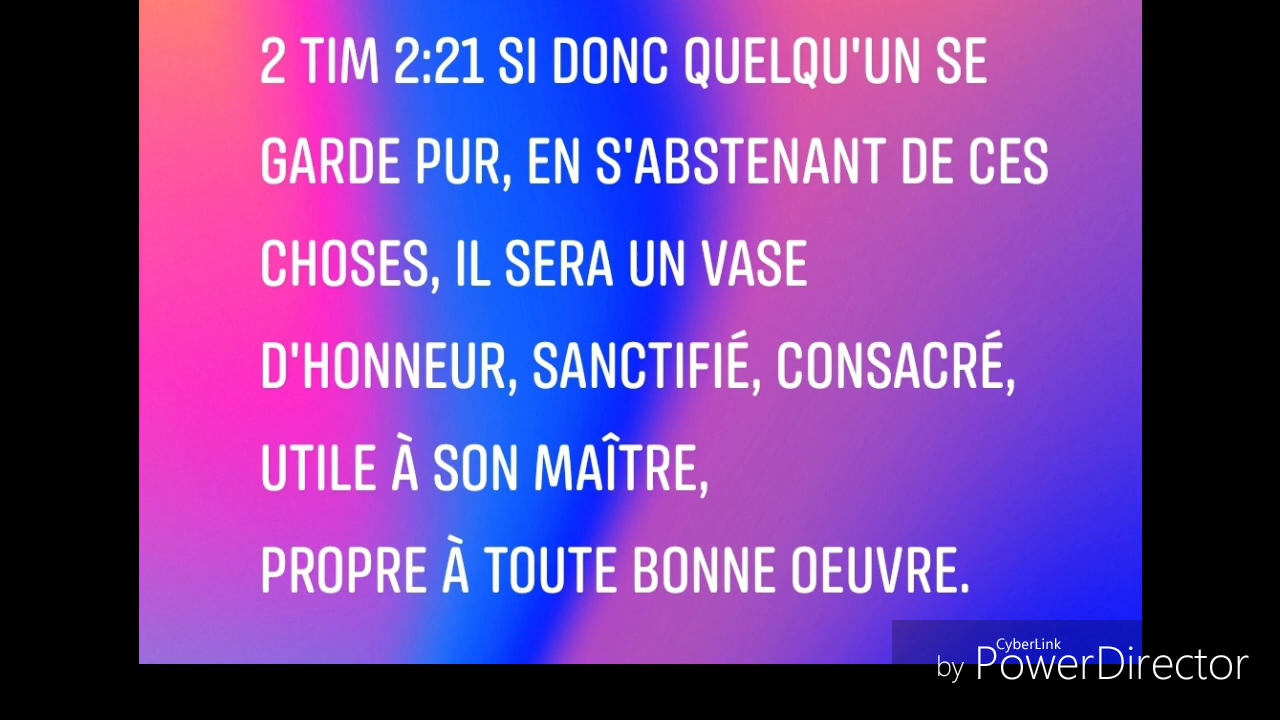 2 TIM 2:21 SI DONC QUELQU'UN SE
GARDE PUR, EN S'ABSTENANT DE CES
CHOSES, IL SERA UN VASE
D'HONNEUR, SANCTIFIÉ, CONSACRÉ,
UTILE À SON MAÎTRE,
PROPRE À TOUTE BONNE OEUVRE.
CyberLink
by PowerDirector